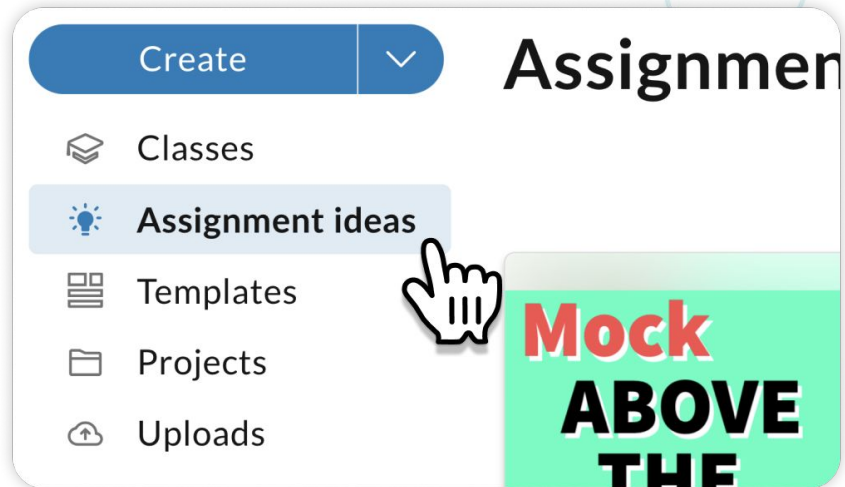 Create
Classes
Assignment ideas
Templates
Projects
Uploads
Assignmen
Mock
ABOVE
THE